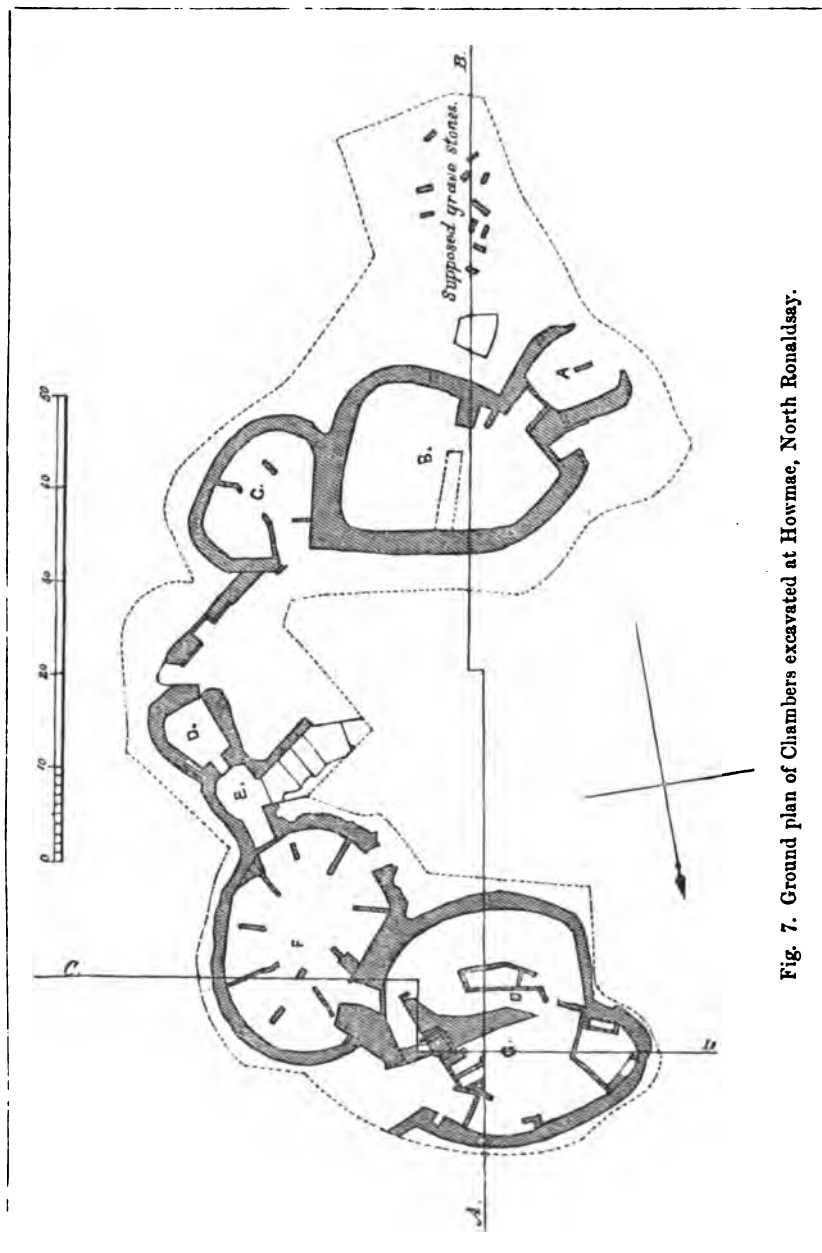 B.
Supposed grave stones.
A
B.
C.
0 10 20 30 40 50
D.
E.
F
G.
C.
D
A.
Fig. 7. Ground plan of Chambers excavated at Howmae, North Ronaldsay.